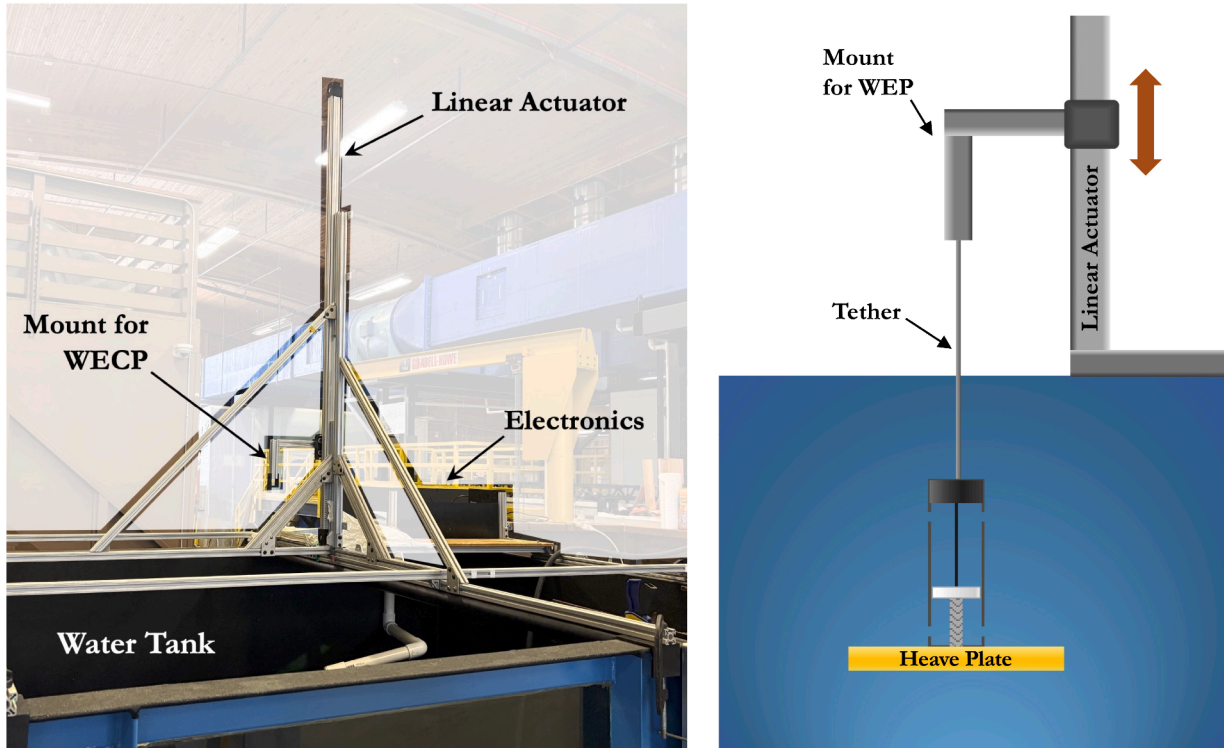 Linear Actuator
Mount for
WECP
Electronics
Water Tank
Mount
for WEP
Linear Actuator
Tether
Heave Plate